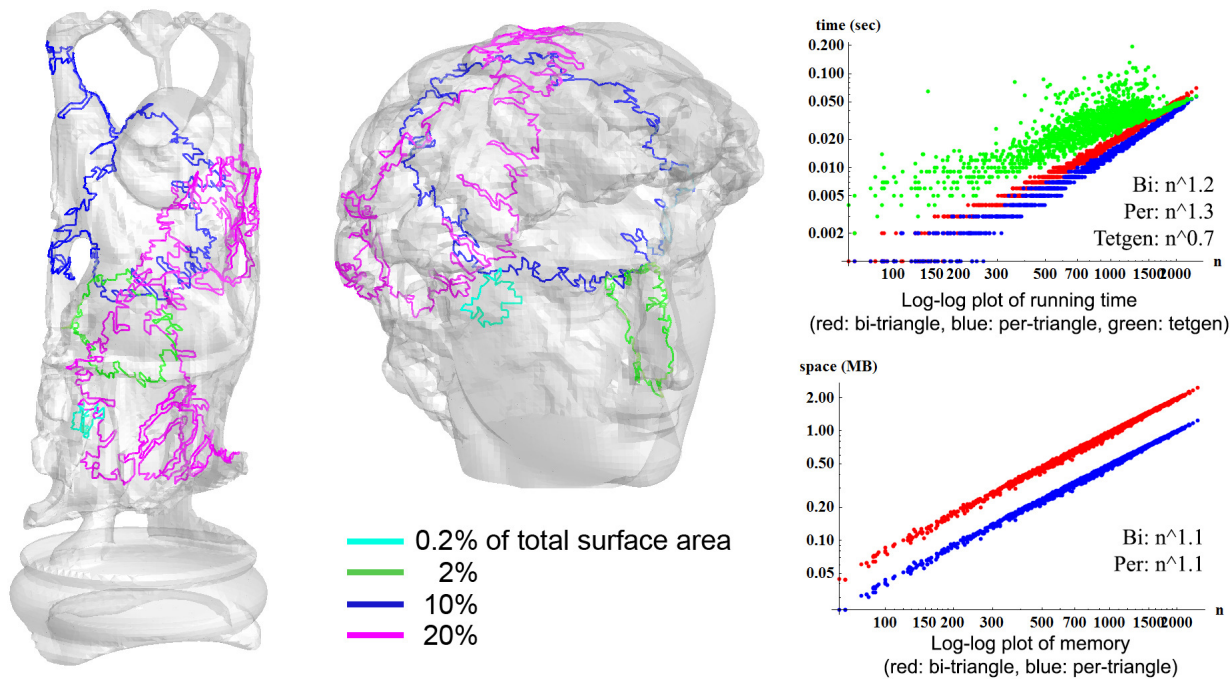 0.2% of total surface area
2%
10%
20%
time (sec)
0.200
0.100
0.050
0.020
0.010
0.005
0.002
Bi: n^1.2
Per: n^1.3
Tetgen: n^0.7
100 150 200 300 500 700 1000 1500 2000 n
Log-log plot of running time
(red: bi-triangle, blue: per-triangle, green: tetgen)
space (MB)
2.00
1.00
0.50
0.20
0.10
0.05
Bi: n^1.1
Per: n^1.1
100 150 200 300 500 700 1000 1500 2000 n
Log-log plot of memory
(red: bi-triangle, blue: per-triangle)